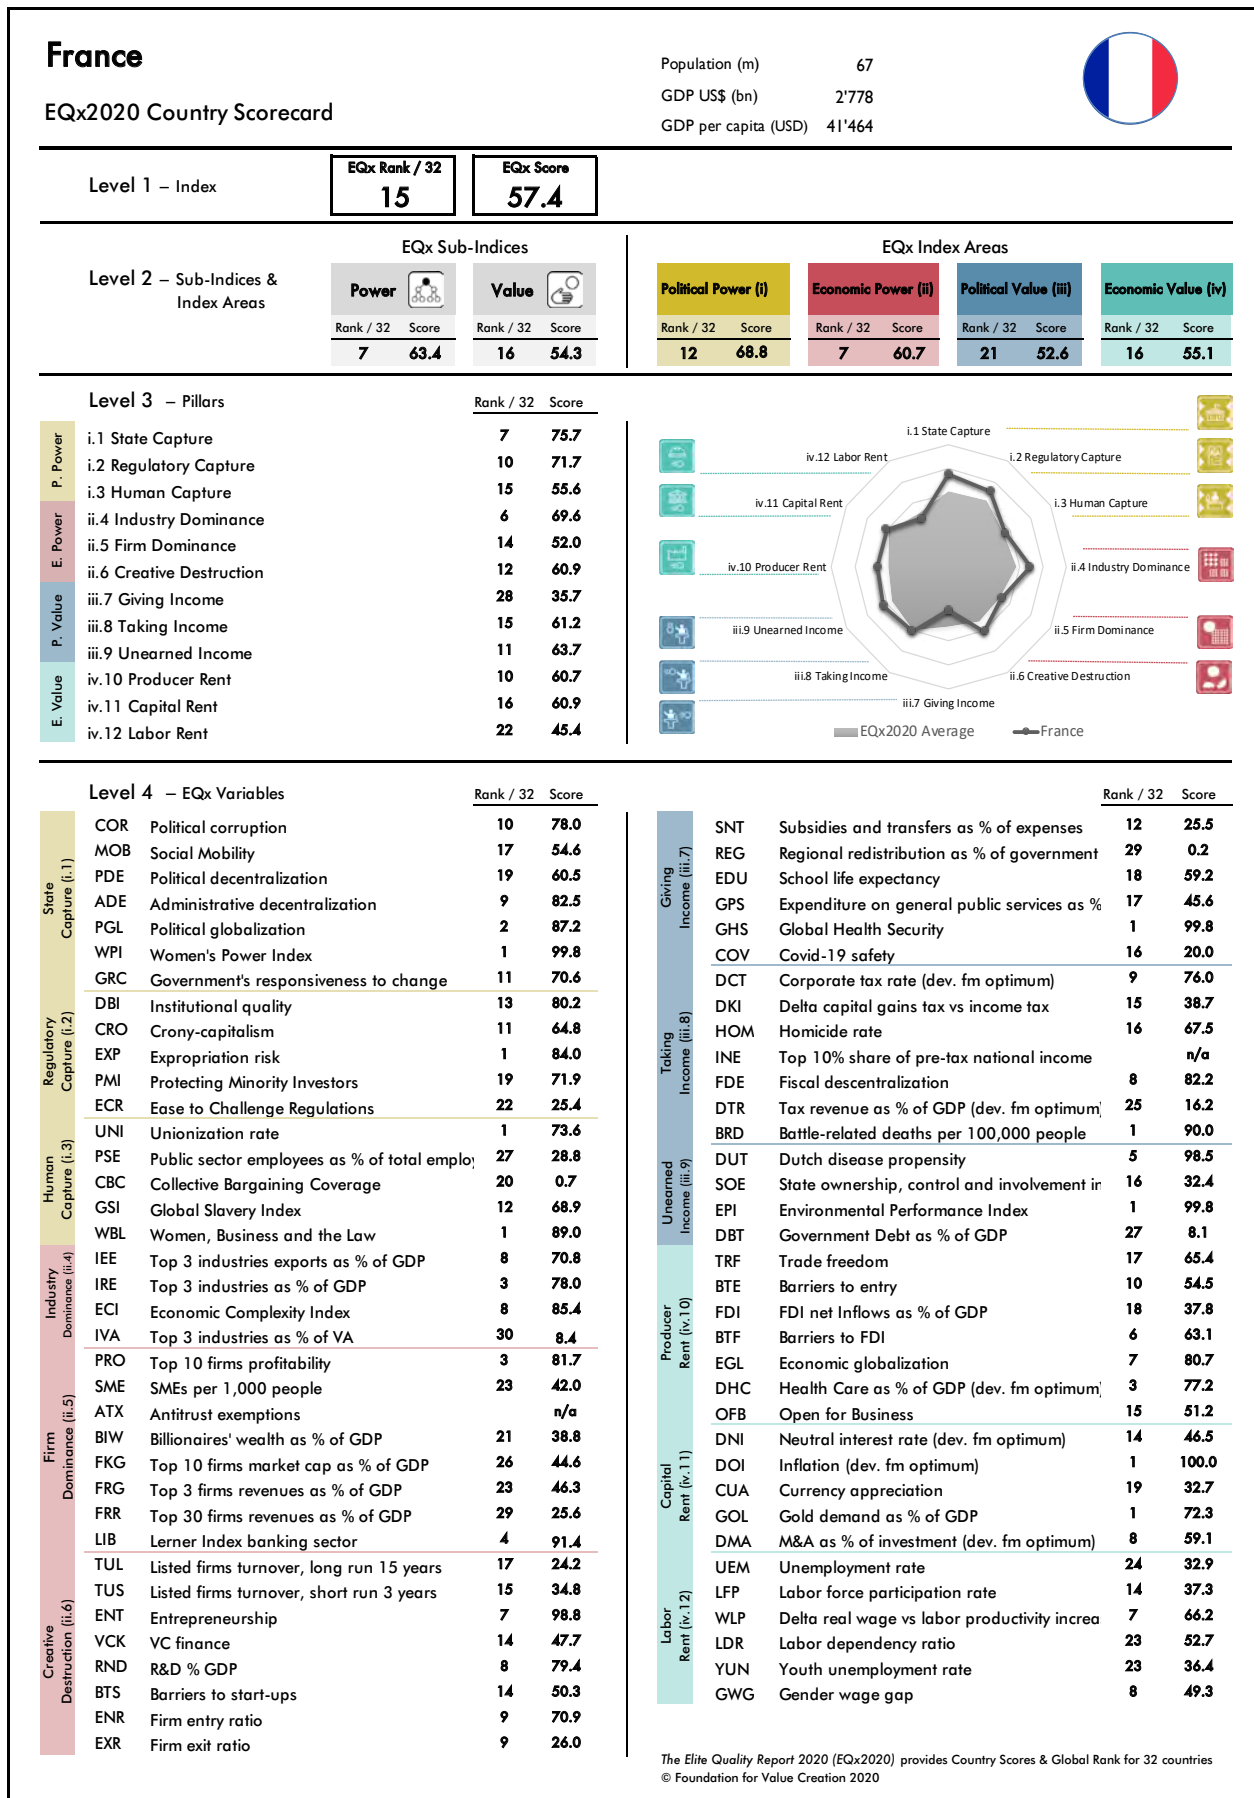 France
EQx2020 Country Scorecard
Population (m) 67
GDP US$ (bn) 2'778
GDP per capita (USD) 41'464
Level 1 – Index
EQx Rank / 32
15
EQx Score
57.4
Level 2 – Sub-Indices &
Index Areas
EQx Sub-Indices
Power
Rank / 32 Score
7 63.4
Value
Rank / 32 Score
16 54.3
EQx Index Areas
Political Power (i)
Rank / 32 Score
12 68.8
Economic Power (ii)
Rank / 32 Score
7 60.7
Political Value (iii)
Rank / 32 Score
21 52.6
Economic Value (iv)
Rank / 32 Score
16 55.1
Level 3 – Pillars
Rank / 32 Score
P. Power
i.1 State Capture 7 75.7
i.2 Regulatory Capture 10 71.7
i.3 Human Capture 15 55.6
E. Power
ii.4 Industry Dominance 6 69.6
ii.5 Firm Dominance 14 52.0
ii.6 Creative Destruction 12 60.9
P. Value
iii.7 Giving Income 28 35.7
iii.8 Taking Income 15 61.2
iii.9 Unearned Income 11 63.7
E. Value
iv.10 Producer Rent 10 60.7
iv.11 Capital Rent 16 60.9
iv.12 Labor Rent 22 45.4
i.1 State Capture
i.2 Regulatory Capture
i.3 Human Capture
ii.4 Industry Dominance
ii.5 Firm Dominance
ii.6 Creative Destruction
iii.7 Giving Income
iii.8 Taking Income
iii.9 Unearned Income
iv.10 Producer Rent
iv.11 Capital Rent
iv.12 Labor Rent
EQx2020 Average
France
Level 4 – EQx Variables
Rank / 32 Score
State
Capture (i.1)
COR Political corruption 10 78.0
MOB Social Mobility 17 54.6
PDE Political decentralization 19 60.5
ADE Administrative decentralization 9 82.5
PGL Political globalization 2 87.2
WPI Women's Power Index 1 99.8
GRC Government's responsiveness to change 11 70.6
Regulatory
Capture (i.2)
DBI Institutional quality 13 80.2
CRO Crony-capitalism 11 64.8
EXP Expropriation risk 1 84.0
PMI Protecting Minority Investors 19 71.9
ECR Ease to Challenge Regulations 22 25.4
Human
Capture (i.3)
UNI Unionization rate 1 73.6
PSE Public sector employees as % of total employ 27 28.8
CBC Collective Bargaining Coverage 20 0.7
GSI Global Slavery Index 12 68.9
WBL Women, Business and the Law 1 89.0
Industry
Dominance (ii.4)
IEE Top 3 industries exports as % of GDP 8 70.8
IRE Top 3 industries as % of GDP 3 78.0
ECI Economic Complexity Index 8 85.4
IVA Top 3 industries as % of VA 30 8.4
Firm
Dominance (ii.5)
PRO Top 10 firms profitability 3 81.7
SME SMEs per 1,000 people 23 42.0
ATX Antitrust exemptions n/a
BIW Billionaires' wealth as % of GDP 21 38.8
FKG Top 10 firms market cap as % of GDP 26 44.6
FRG Top 3 firms revenues as % of GDP 23 46.3
FRR Top 30 firms revenues as % of GDP 29 25.6
LIB Lerner Index banking sector 4 91.4
Creative
Destruction (ii.6)
TUL Listed firms turnover, long run 15 years 17 24.2
TUS Listed firms turnover, short run 3 years 15 34.8
ENT Entrepreneurship 7 98.8
VCK VC finance 14 47.7
RND R&D % GDP 8 79.4
BTS Barriers to start-ups 14 50.3
ENR Firm entry ratio 9 70.9
EXR Firm exit ratio 9 26.0
Rank / 32 Score
Giving
Income (iii.7)
SNT Subsidies and transfers as % of expenses 12 25.5
REG Regional redistribution as % of government 29 0.2
EDU School life expectancy 18 59.2
GPS Expenditure on general public services as % 17 45.6
GHS Global Health Security 1 99.8
COV Covid-19 safety 16 20.0
Taking
Income (iii.8)
DCT Corporate tax rate (dev. fm optimum) 9 76.0
DKI Delta capital gains tax vs income tax 15 38.7
HOM Homicide rate 16 67.5
INE Top 10% share of pre-tax national income n/a
FDE Fiscal descentralization 8 82.2
DTR Tax revenue as % of GDP (dev. fm optimum) 25 16.2
BRD Battle-related deaths per 100,000 people 1 90.0
Unearned
Income (iii.9)
DUT Dutch disease propensity 5 98.5
SOE State ownership, control and involvement in 16 32.4
EPI Environmental Performance Index 1 99.8
DBT Government Debt as % of GDP 27 8.1
Producer
Rent (iv.10)
TRF Trade freedom 17 65.4
BTE Barriers to entry 10 54.5
FDI FDI net Inflows as % of GDP 18 37.8
BTF Barriers to FDI 6 63.1
EGL Economic globalization 7 80.7
DHC Health Care as % of GDP (dev. fm optimum) 3 77.2
OFB Open for Business 15 51.2
Capital
Rent (iv.11)
DNI Neutral interest rate (dev. fm optimum) 14 46.5
DOI Inflation (dev. fm optimum) 1 100.0
CUA Currency appreciation 19 32.7
GOL Gold demand as % of GDP 1 72.3
DMA M&A as % of investment (dev. fm optimum) 8 59.1
Labor
Rent (iv.12)
UEM Unemployment rate 24 32.9
LFP Labor force participation rate 14 37.3
WLP Delta real wage vs labor productivity increa 7 66.2
LDR Labor dependency ratio 23 52.7
YUN Youth unemployment rate 23 36.4
GWG Gender wage gap 8 49.3
The Elite Quality Report 2020 (EQx2020) provides Country Scores & Global Rank for 32 countries
© Foundation for Value Creation 2020